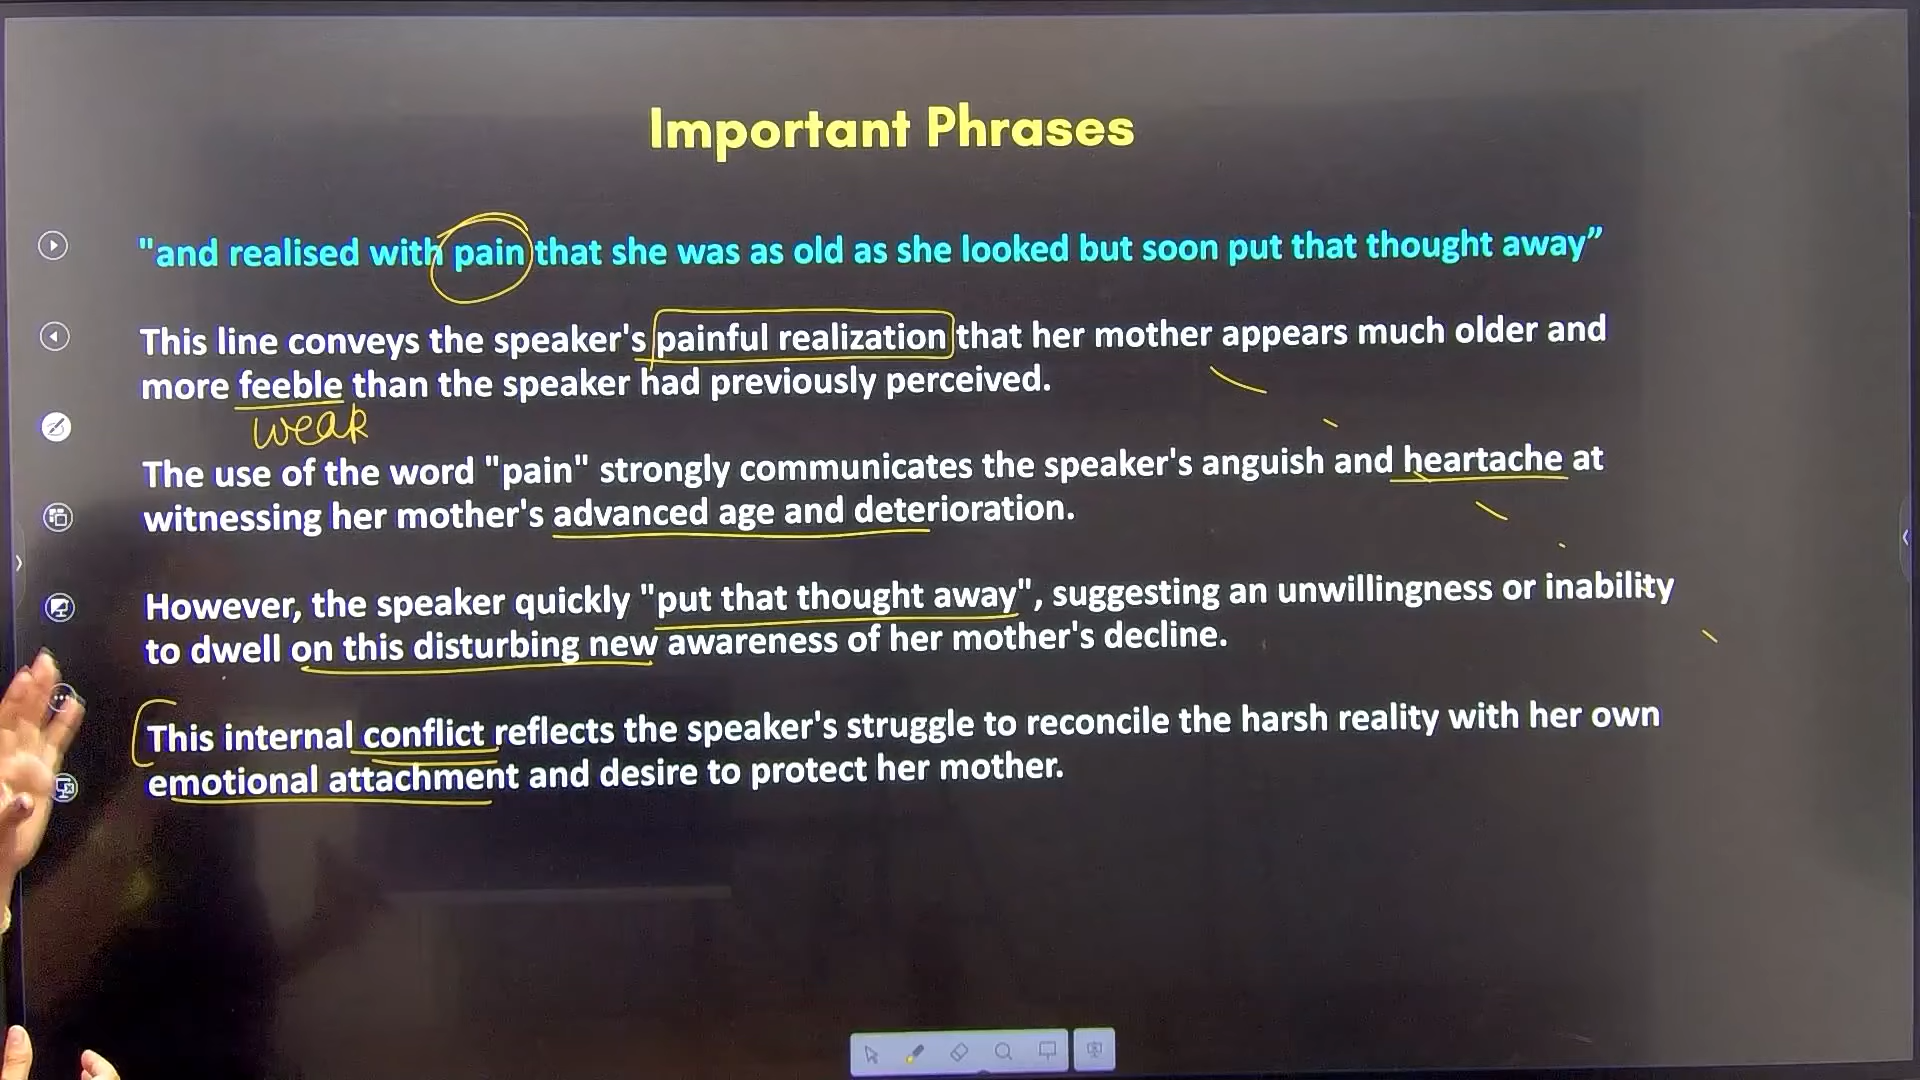 Important Phrases
"and realised with pain that she was as old as she looked but soon put that thought away”
This line conveys the speaker's painful realization that her mother appears much older and
more feeble than the speaker had previously perceived.
weak
The use of the word "pain" strongly communicates the speaker's anguish and heartache at
witnessing her mother's advanced age and deterioration.
However, the speaker quickly "put that thought away", suggesting an unwillingness or inability
to dwell on this disturbing new awareness of her mother's decline.
This internal conflict reflects the speaker's struggle to reconcile the harsh reality with her own
emotional attachment and desire to protect her mother.